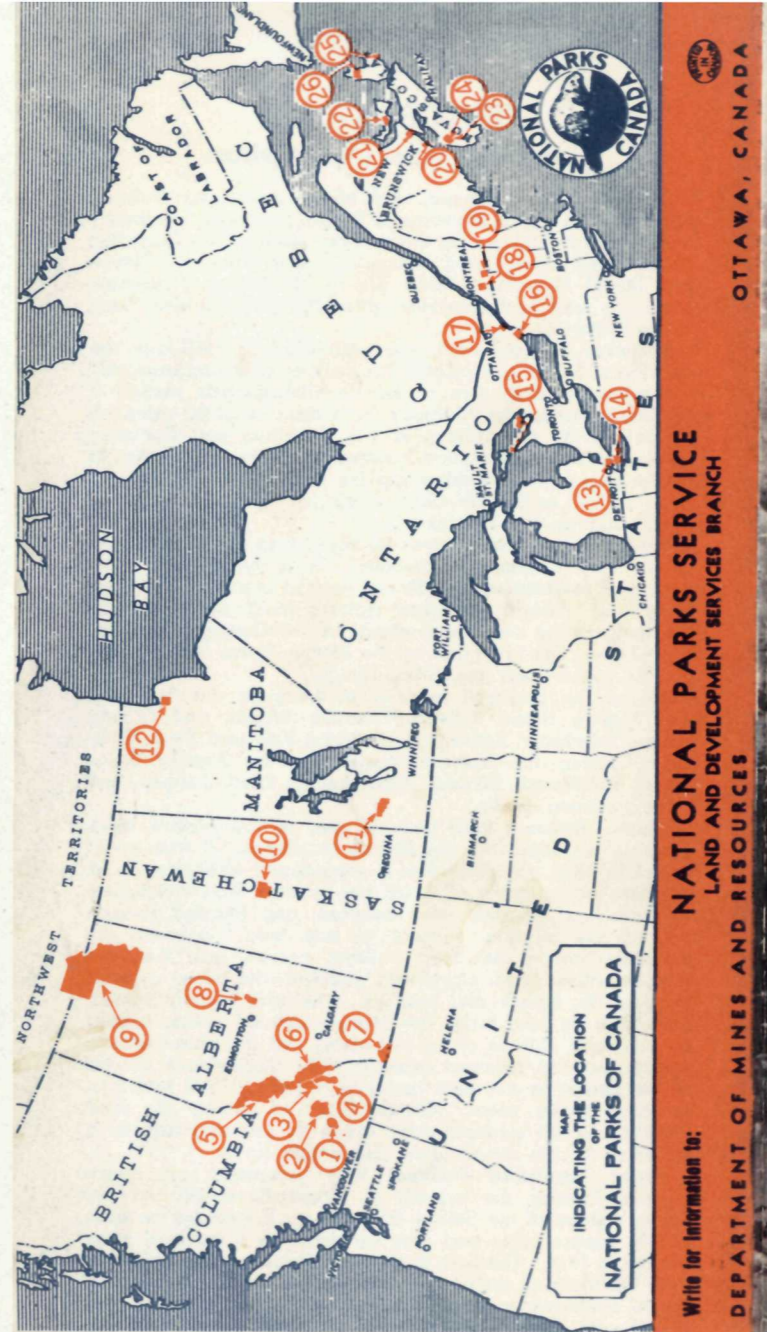 NORTHWEST TERRITORIES
BRITISH
COLUMBIA
ALBERTA
SASKATCHEWAN
MANITOBA
ONTARIO
QUEBEC
HUDSON
BAY
COAST OF
LABRADOR
NEWFOUNDLAND
NEW
BRUNSWICK
HALIFAX
VANCOUVER
VICTORIA
EDMONTON
CALGARY
REGINA
WINNIPEG
FORT
WILLIAM
SAULT
ST. MARIE
OTTAWA
MONTREAL
QUEBEC
TORONTO
BUFFALO
DETROIT
CHICAGO
NEW YORK
BOSTON
MINNEAPOLIS
BISMARCK
HELENA
SPOKANE
SEATTLE
PORTLAND
UNITED STATES
1
2
3
4
5
6
7
8
9
10
11
12
13
14
15
16
17
18
19
20
21
22
23
24
25
26
NATIONAL PARKS
CANADA
MAP
INDICATING THE LOCATION
OF THE
NATIONAL PARKS OF CANADA
Write for Information to:
NATIONAL PARKS SERVICE
LAND AND DEVELOPMENT SERVICES BRANCH
DEPARTMENT OF MINES AND RESOURCES
OTTAWA, CANADA
PRINTED
IN
CANADA